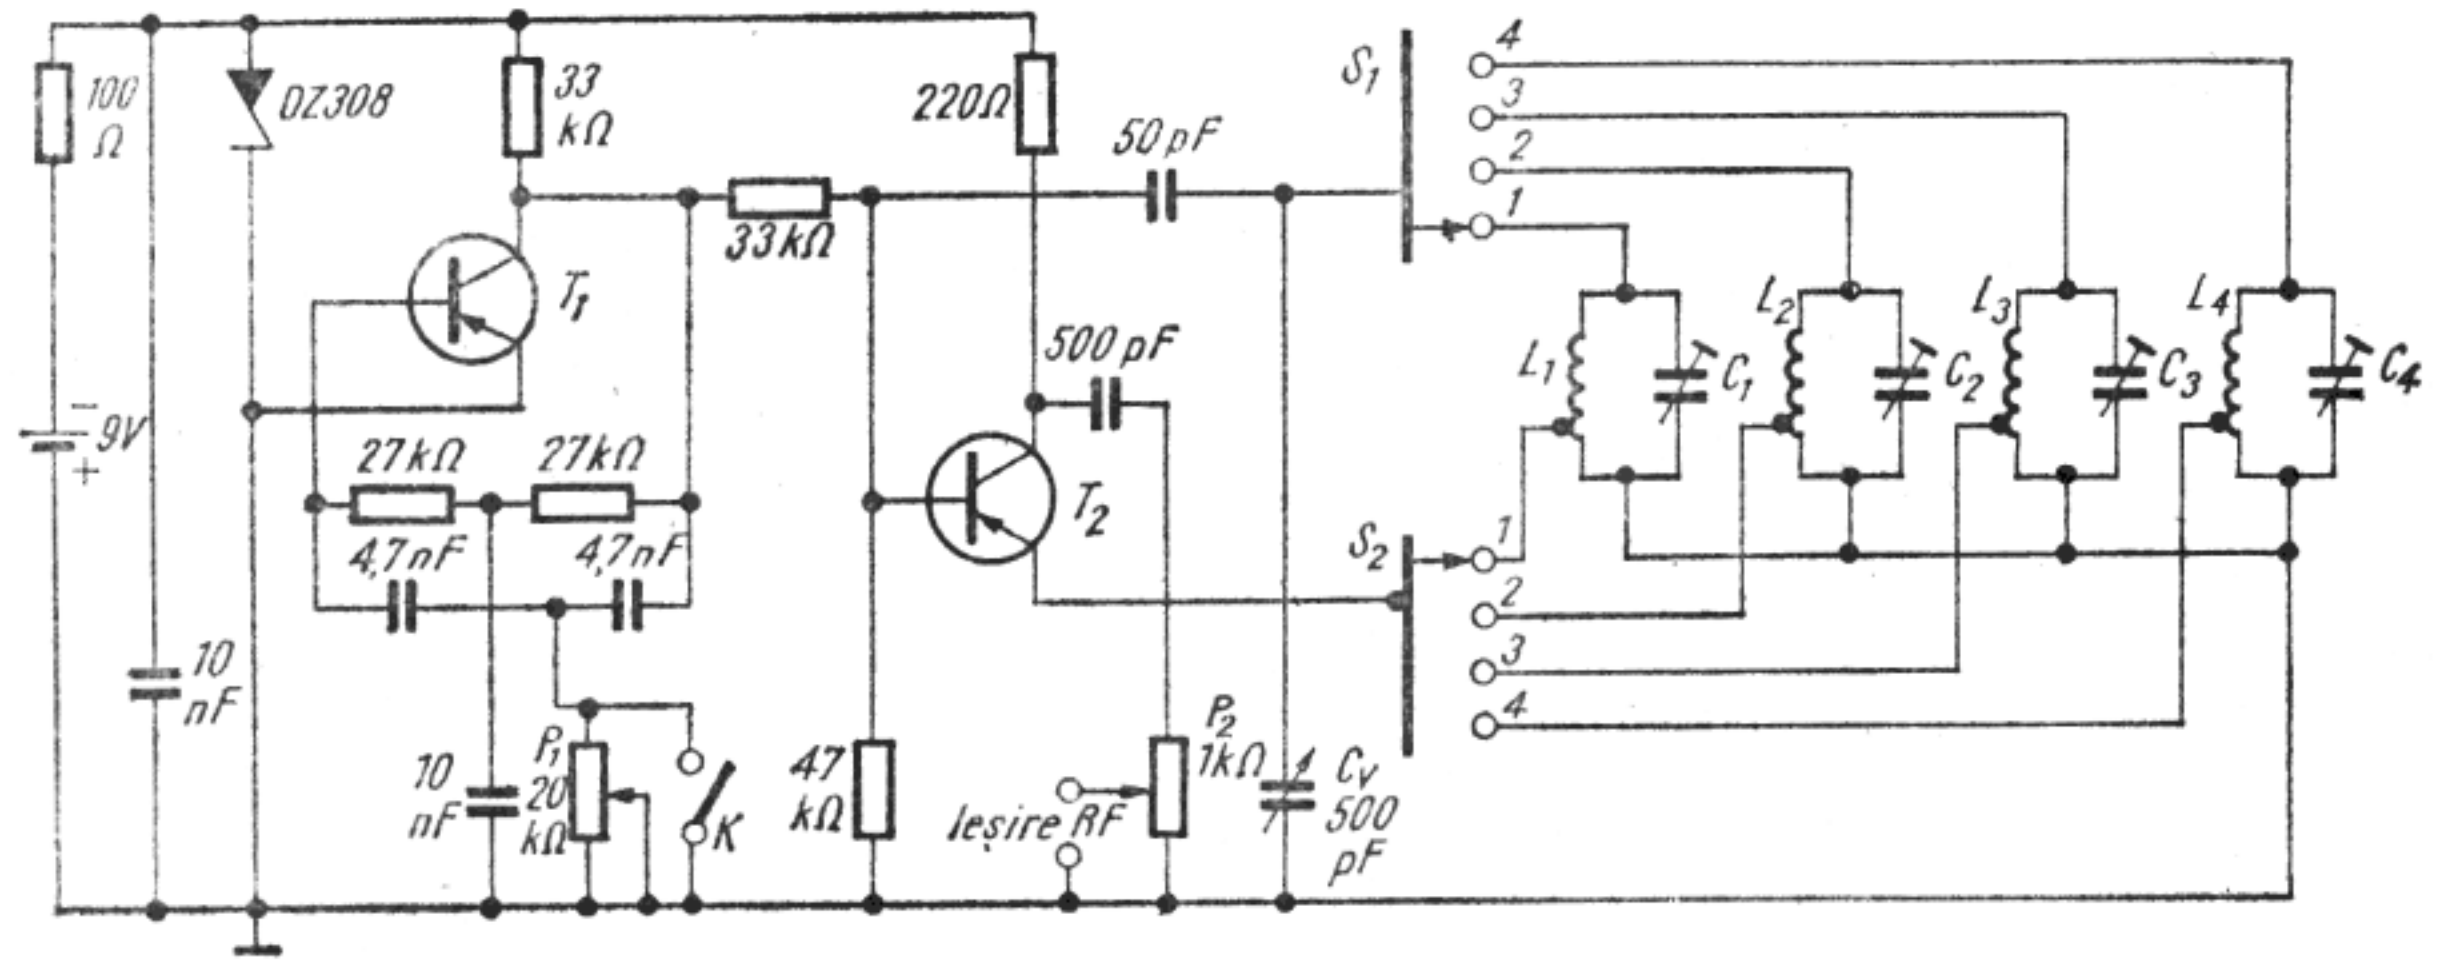 100
Ω
DZ308
33
kΩ
220Ω
50pF
S1
4
3
2
1
33kΩ
T1
500pF
L1
C1
L2
C2
L3
C3
L4
C4
−
9V
+
27kΩ
27kΩ
4,7nF
4,7nF
T2
S2
1
2
3
4
10
nF
10
nF
P1
20
kΩ
K
47
kΩ
Ieșire RF
P2
1kΩ
Cv
500
pF